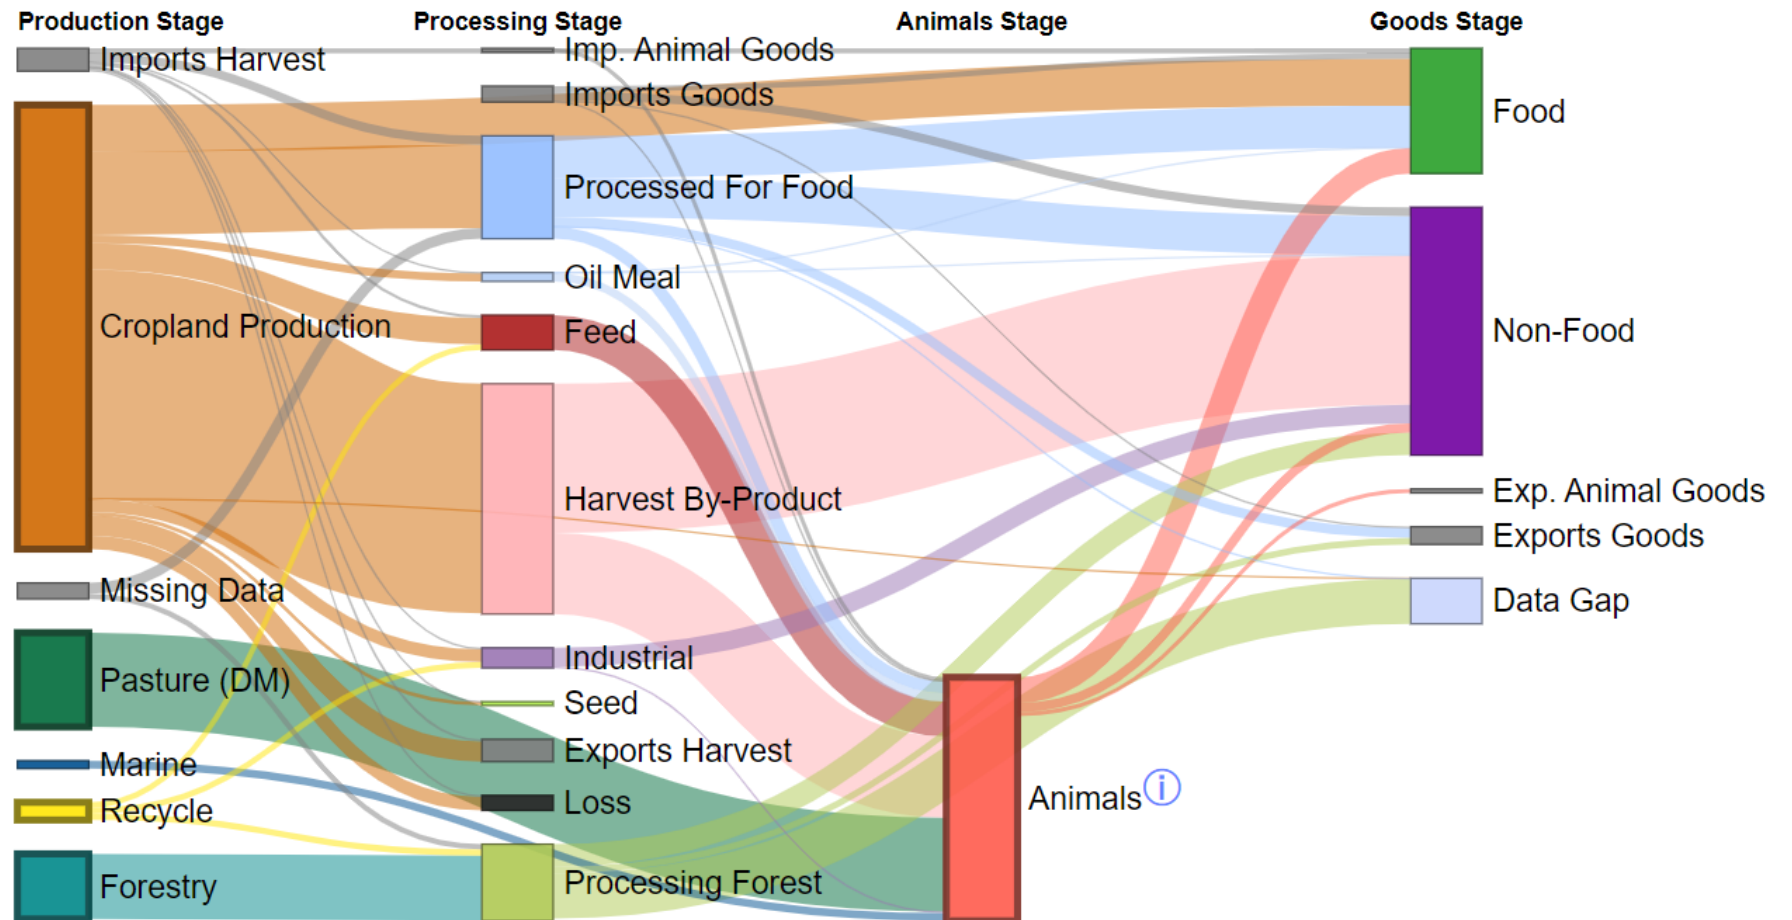 Production Stage
Processing Stage
Animals Stage
Goods Stage
Imports Harvest
Cropland Production
Missing Data
Pasture (DM)
Marine
Recycle
Forestry
Imp. Animal Goods
Imports Goods
Processed For Food
Oil Meal
Feed
Harvest By-Product
Industrial
Seed
Exports Harvest
Loss
Processing Forest
Animals i
Food
Non-Food
Exp. Animal Goods
Exports Goods
Data Gap